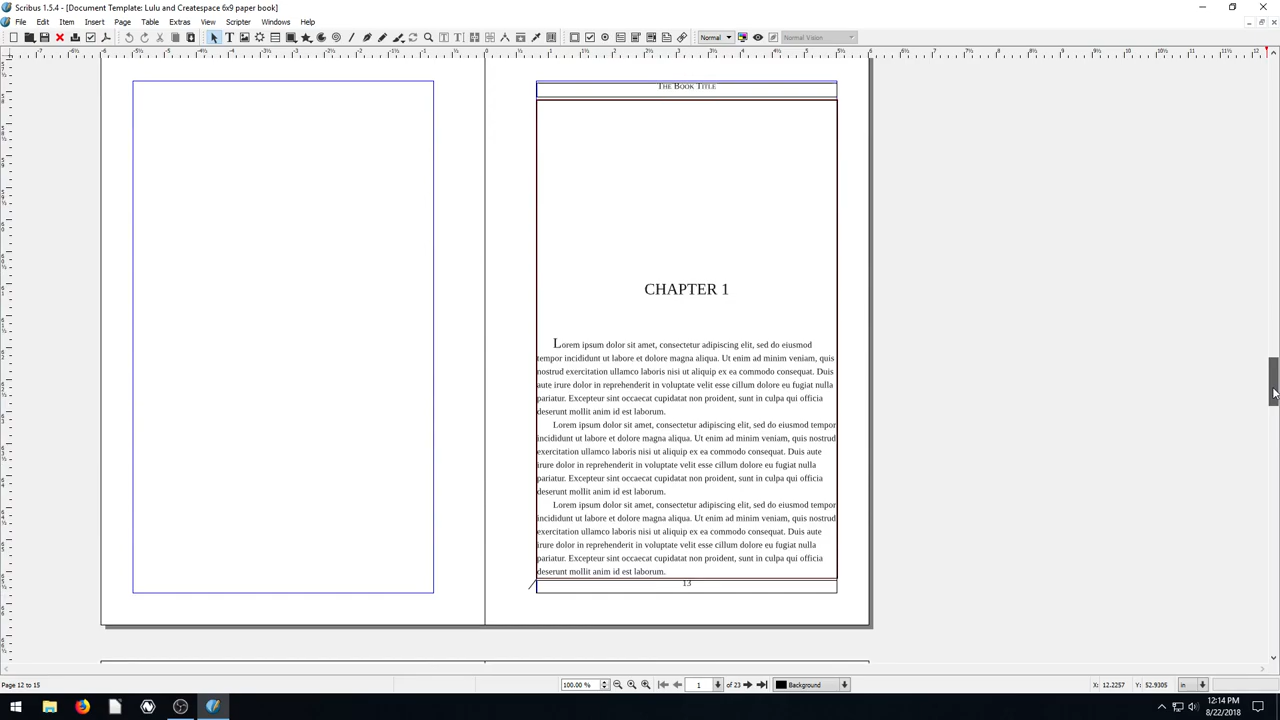 Scribus 1.5.4 - [Document Template: Lulu and Createspace 6x9 paper book]
File Edit Item Insert Page Table Extras View Scripter Windows Help
Normal
Normal Vision
THE BOOK TITLE
CHAPTER 1
Lorem ipsum dolor sit amet, consectetur adipiscing elit, sed do eiusmod
tempor incididunt ut labore et dolore magna aliqua. Ut enim ad minim veniam, quis
nostrud exercitation ullamco laboris nisi ut aliquip ex ea commodo consequat. Duis
aute irure dolor in reprehenderit in voluptate velit esse cillum dolore eu fugiat nulla
pariatur. Excepteur sint occaecat cupidatat non proident, sunt in culpa qui officia
deserunt mollit anim id est laborum.
Lorem ipsum dolor sit amet, consectetur adipiscing elit, sed do eiusmod tempor
incididunt ut labore et dolore magna aliqua. Ut enim ad minim veniam, quis nostrud
exercitation ullamco laboris nisi ut aliquip ex ea commodo consequat. Duis aute
irure dolor in reprehenderit in voluptate velit esse cillum dolore eu fugiat nulla
pariatur. Excepteur sint occaecat cupidatat non proident, sunt in culpa qui officia
deserunt mollit anim id est laborum.
Lorem ipsum dolor sit amet, consectetur adipiscing elit, sed do eiusmod tempor
incididunt ut labore et dolore magna aliqua. Ut enim ad minim veniam, quis nostrud
exercitation ullamco laboris nisi ut aliquip ex ea commodo consequat. Duis aute
irure dolor in reprehenderit in voluptate velit esse cillum dolore eu fugiat nulla
pariatur. Excepteur sint occaecat cupidatat non proident, sunt in culpa qui officia
deserunt mollit anim id est laborum.
13
Page 12 to 15
100.00 %
1 of 23
Background
X: 12.2257 Y: 52.9305 in
12:14 PM
8/22/2018